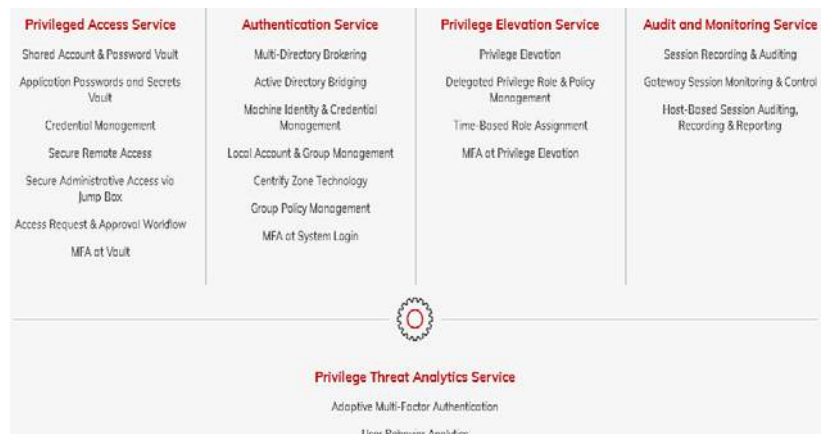 Privileged Access Service
Shared Account & Password Vault
Application Passwords and Secrets
Vault
Credential Management
Secure Remote Access
Secure Administrative Access via
Jump Box
Access Request & Approval Workflow
MFA at Vault
Authentication Service
Multi-Directory Brokering
Active Directory Bridging
Machine Identity & Credential
Management
Local Account & Group Management
Centrify Zone Technology
Group Policy Management
MFA at System Login
Privilege Elevation Service
Privilege Elevation
Delegated Privilege Role & Policy
Management
Time-Based Role Assignment
MFA at Privilege Elevation
Audit and Monitoring Service
Session Recording & Auditing
Gateway Session Monitoring & Control
Host-Based Session Auditing,
Recording & Reporting
Privilege Threat Analytics Service
Adaptive Multi-Factor Authentication
User Behavior Analytics